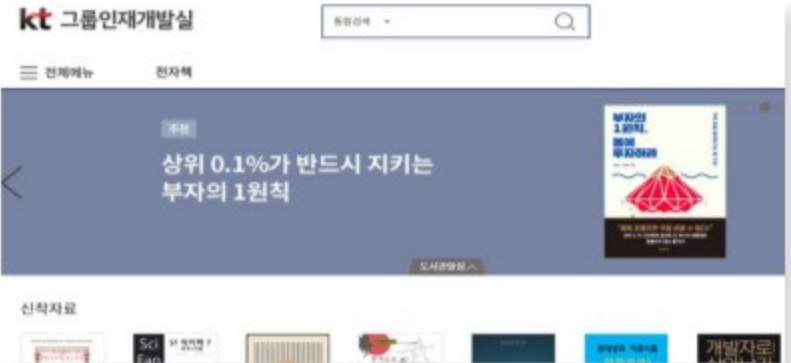 kt 그룹인재개발실
통합검색
전체메뉴 전자책
추천
상위 0.1%가 반드시 지키는
부자의 1원칙
부자의
1원칙,
몸에
투자하라
도서관알림
신착자료
Sci
Fan
개발자로